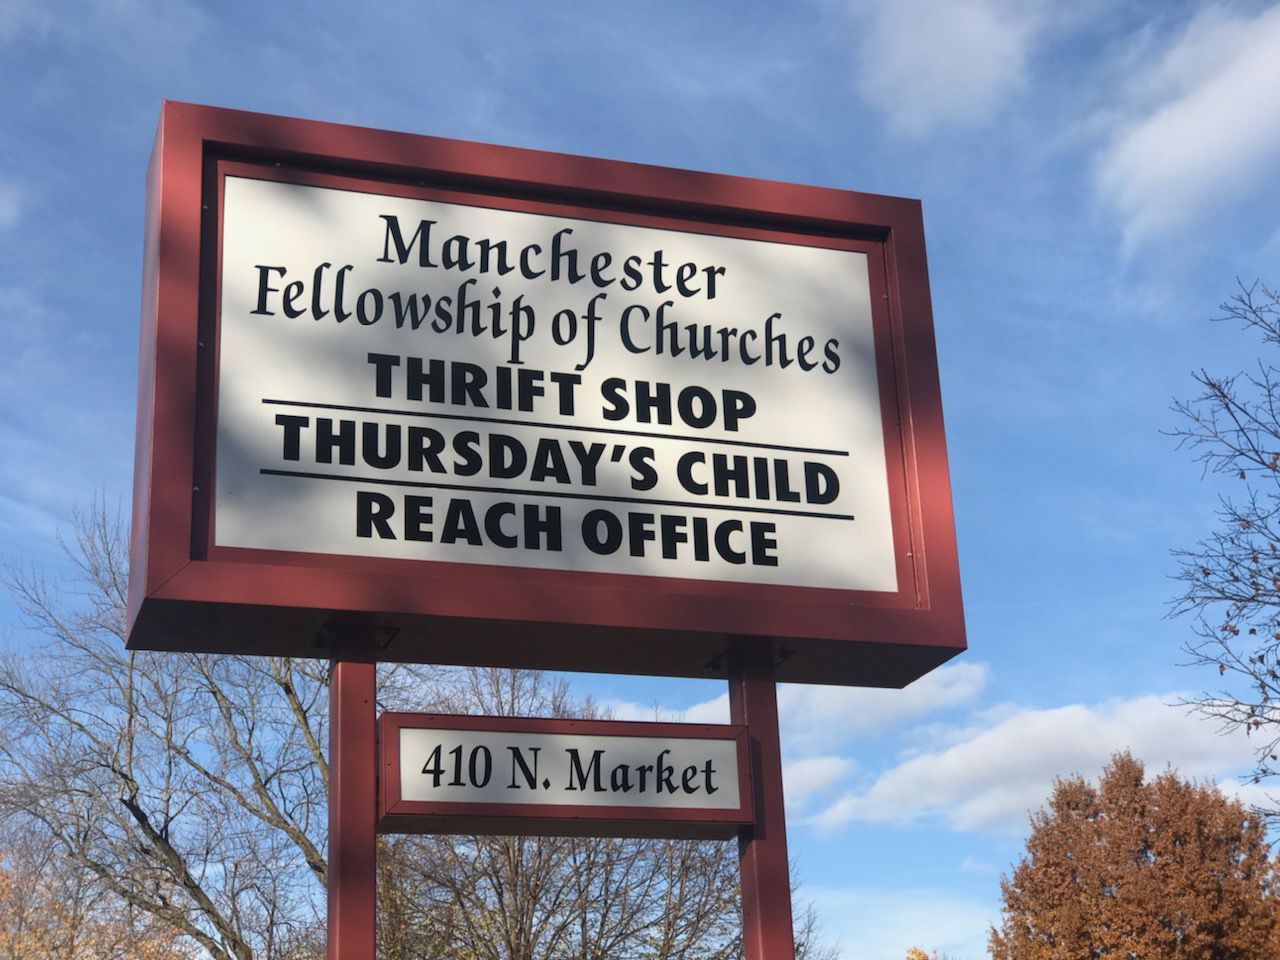 Manchester
Fellowship of Churches
THRIFT SHOP
THURSDAY'S CHILD
REACH OFFICE
410 N. Market